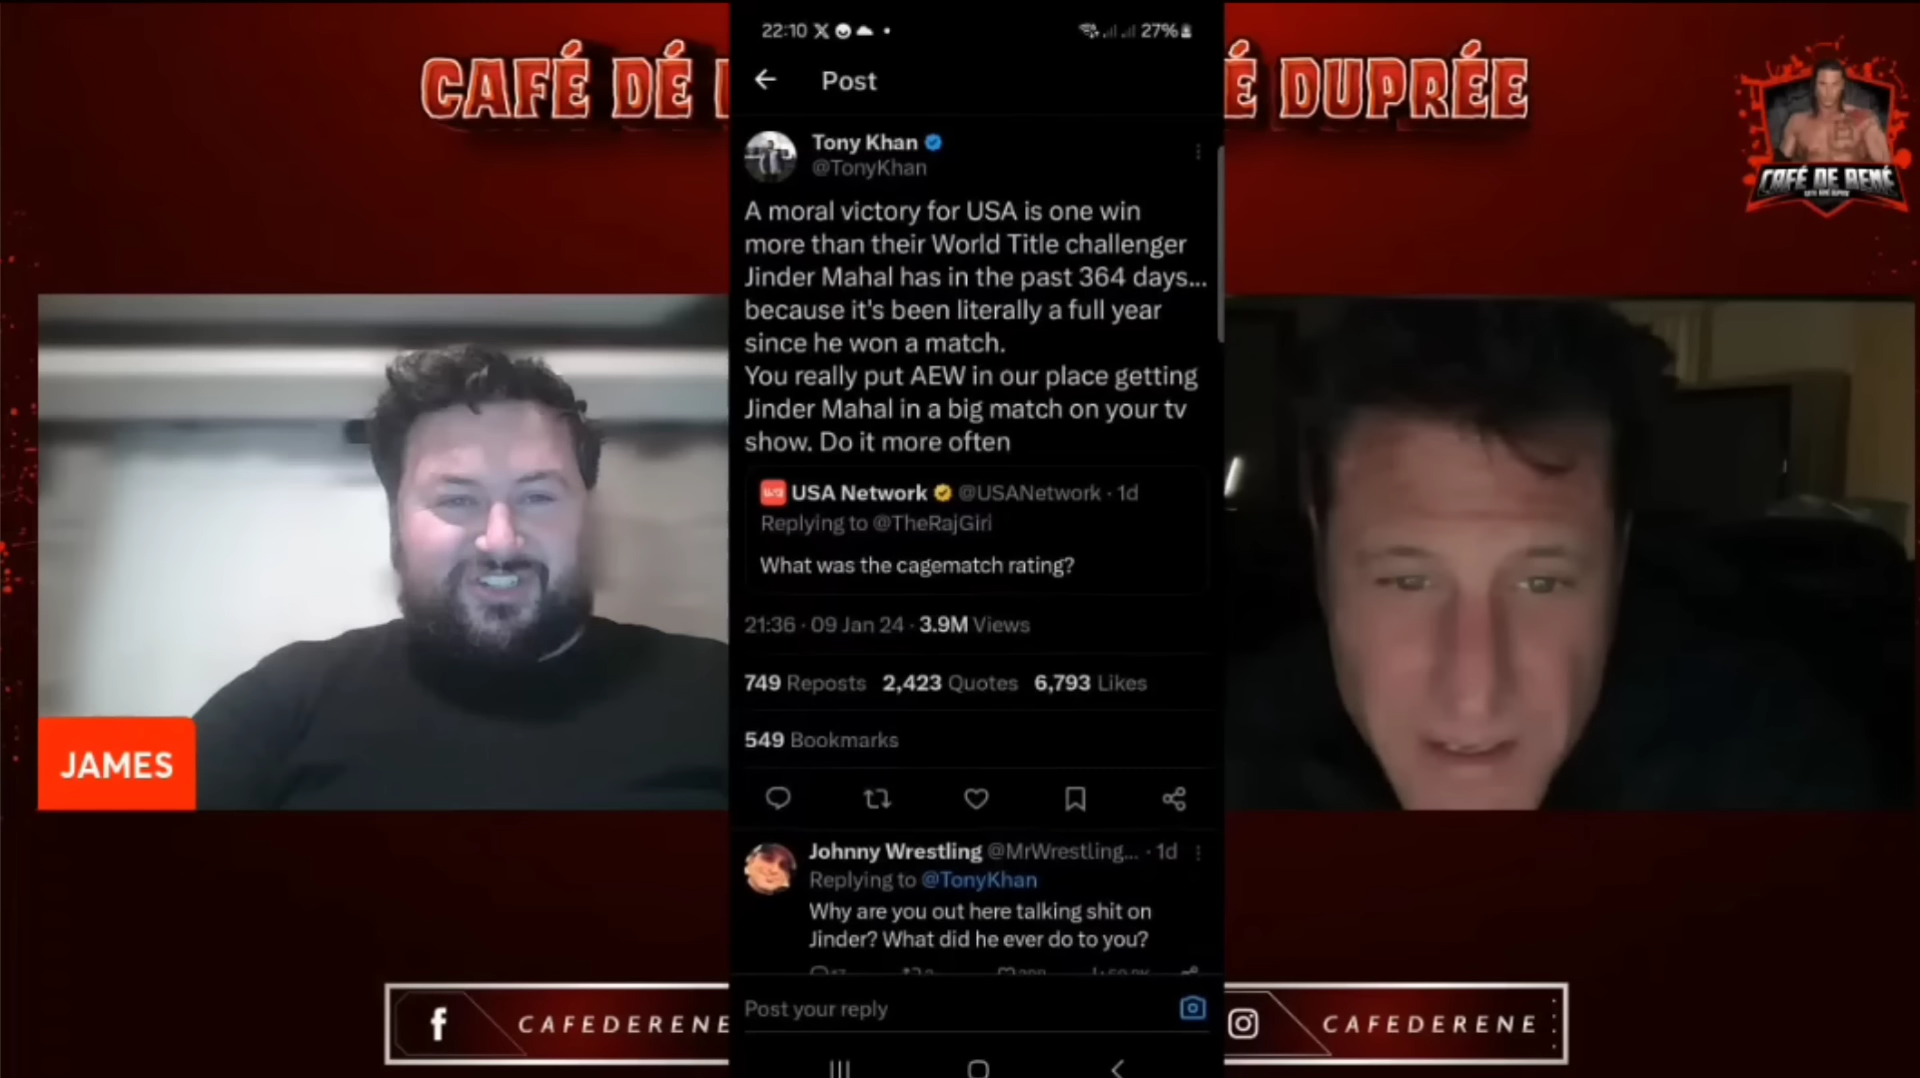 CAFÉ DÉ
É DUPRÉE
CAFÉ DE RENÉ
JAMES
22:10
27%
Post
Tony Khan
@TonyKhan
A moral victory for USA is one win
more than their World Title challenger
Jinder Mahal has in the past 364 days...
because it's been literally a full year
since he won a match.
You really put AEW in our place getting
Jinder Mahal in a big match on your tv
show. Do it more often
USA Network @USANetwork · 1d
Replying to @TheRajGiri
What was the cagematch rating?
21:36 · 09 Jan 24 · 3.9M Views
749 Reposts 2,423 Quotes 6,793 Likes
549 Bookmarks
Johnny Wrestling @MrWrestling... · 1d
Replying to @TonyKhan
Why are you out here talking shit on
Jinder? What did he ever do to you?
Post your reply
CAFEDERENE
CAFEDERENE